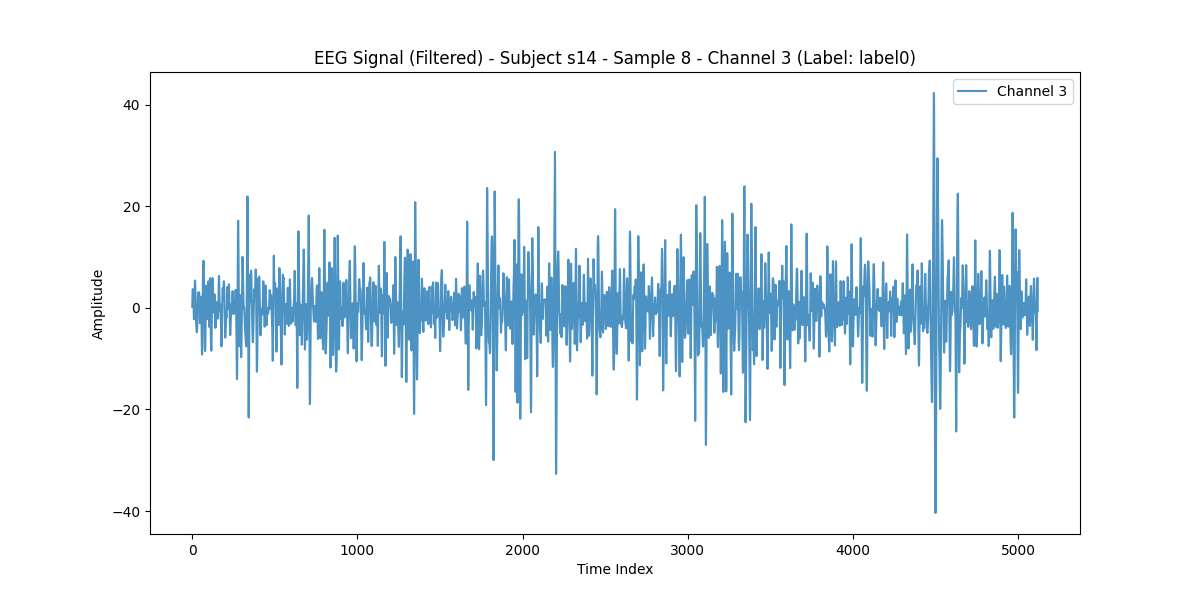 EEG Signal (Filtered) - Subject s14 - Sample 8 - Channel 3 (Label: label0)
Channel 3
40
20
0
−20
−40
Amplitude
0 1000 2000 3000 4000 5000
Time Index